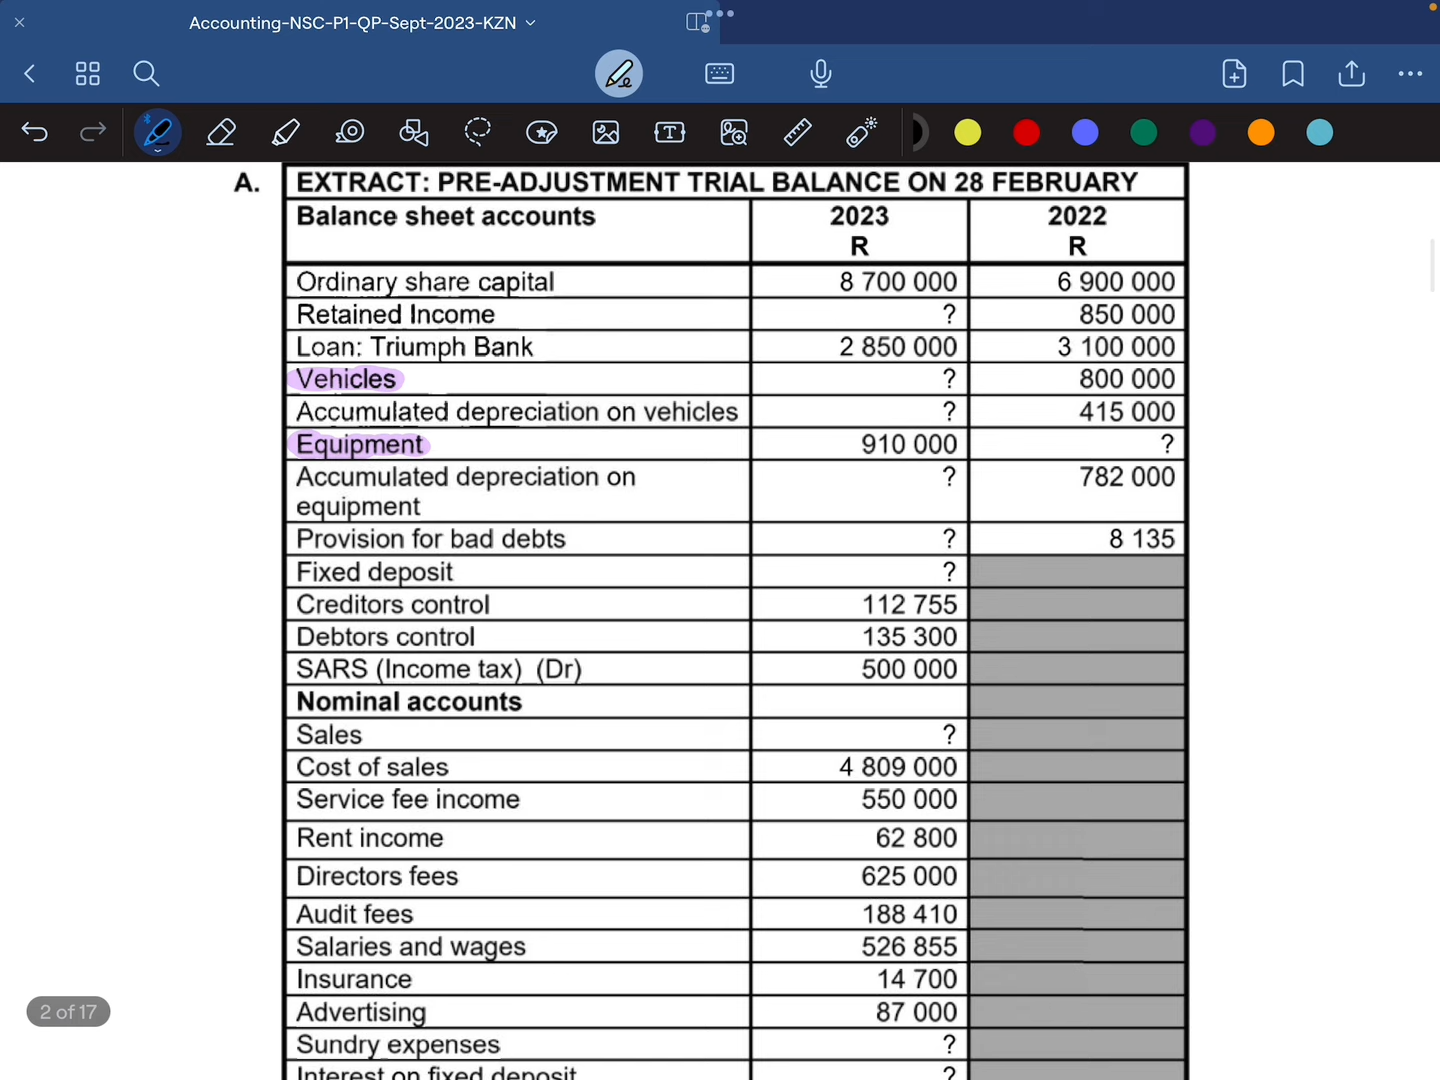 Accounting-NSC-P1-QP-Sept-2023-KZN
A. EXTRACT: PRE-ADJUSTMENT TRIAL BALANCE ON 28 FEBRUARY
Balance sheet accounts 2023 2022
R R
Ordinary share capital 8 700 000 6 900 000
Retained Income ? 850 000
Loan: Triumph Bank 2 850 000 3 100 000
Vehicles ? 800 000
Accumulated depreciation on vehicles ? 415 000
Equipment 910 000 ?
Accumulated depreciation on ? 782 000
equipment
Provision for bad debts ? 8 135
Fixed deposit ?
Creditors control 112 755
Debtors control 135 300
SARS (Income tax) (Dr) 500 000
Nominal accounts
Sales ?
Cost of sales 4 809 000
Service fee income 550 000
Rent income 62 800
Directors fees 625 000
Audit fees 188 410
Salaries and wages 526 855
Insurance 14 700
2 of 17
Advertising 87 000
Sundry expenses ?
Interest on fixed deposit ?